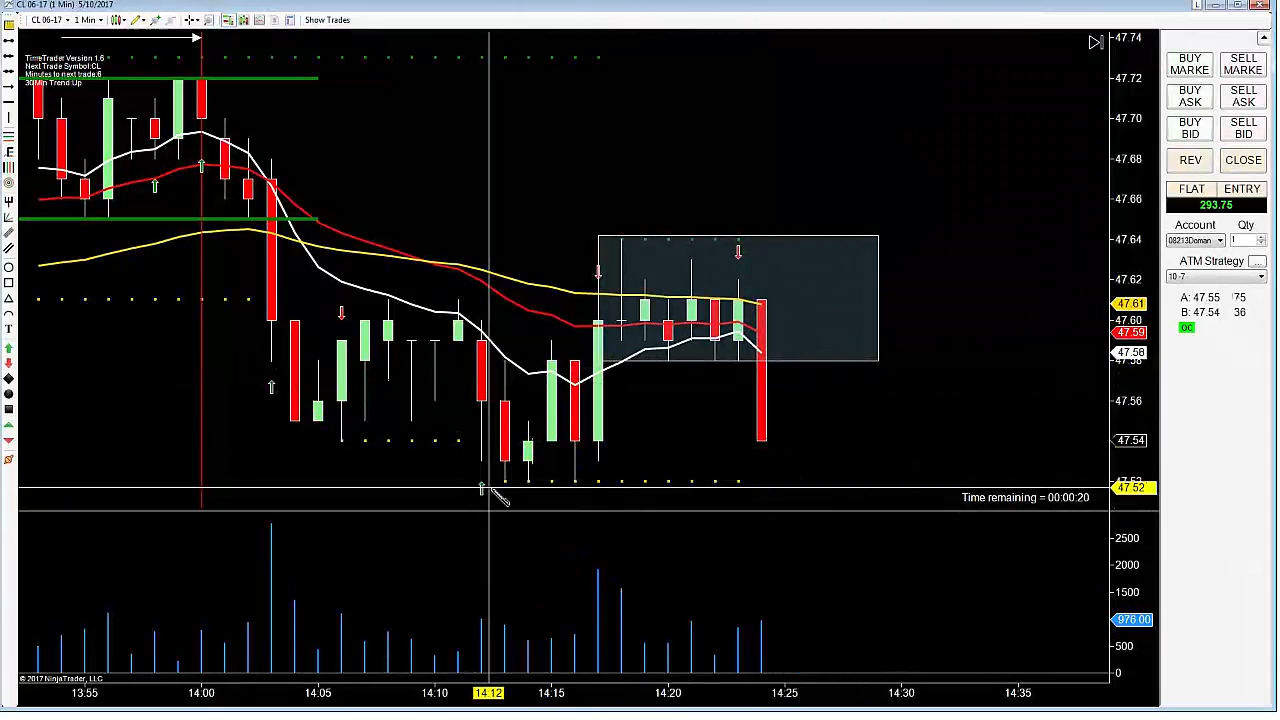 CL 06-17 (1 Min) 5/10/2017
L
CL 06-17 1 Min Show Trades
TimeTrader Version 1.6
Next Trade Symbol:CL
Minutes to next trade:6
30Min Trend Up
E
T
47.74
47.72
47.70
47.68
47.66
47.64
47.62
47.61
47.60
47.59
47.58
47.56
47.54
47.52
Time remaining = 00:00:20
2500
2000
1500
976.00
500
0
© 2017 NinjaTrader, LLC
13:55 14:00 14:05 14:10 14:12 14:15 14:20 14:25 14:30 14:35
BUY MARKE
SELL MARKE
BUY ASK
SELL ASK
BUY BID
SELL BID
REV CLOSE
FLAT ENTRY
293.75
Account Qty
08213Doman 1
ATM Strategy ...
10 -7
A: 47.55 75
B: 47.54 36